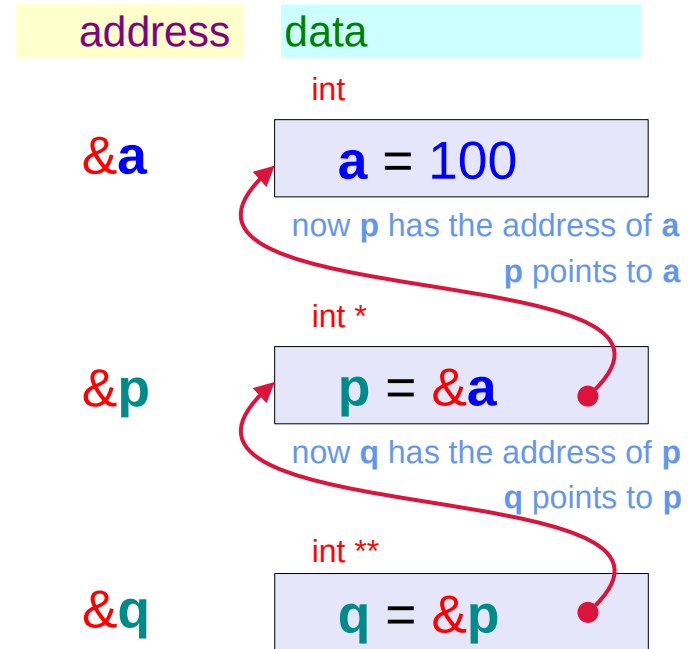 address data
int
&a a = 100
now p has the address of a
p points to a
int *
&p p = &a
now q has the address of p
q points to p
int **
&q q = &p